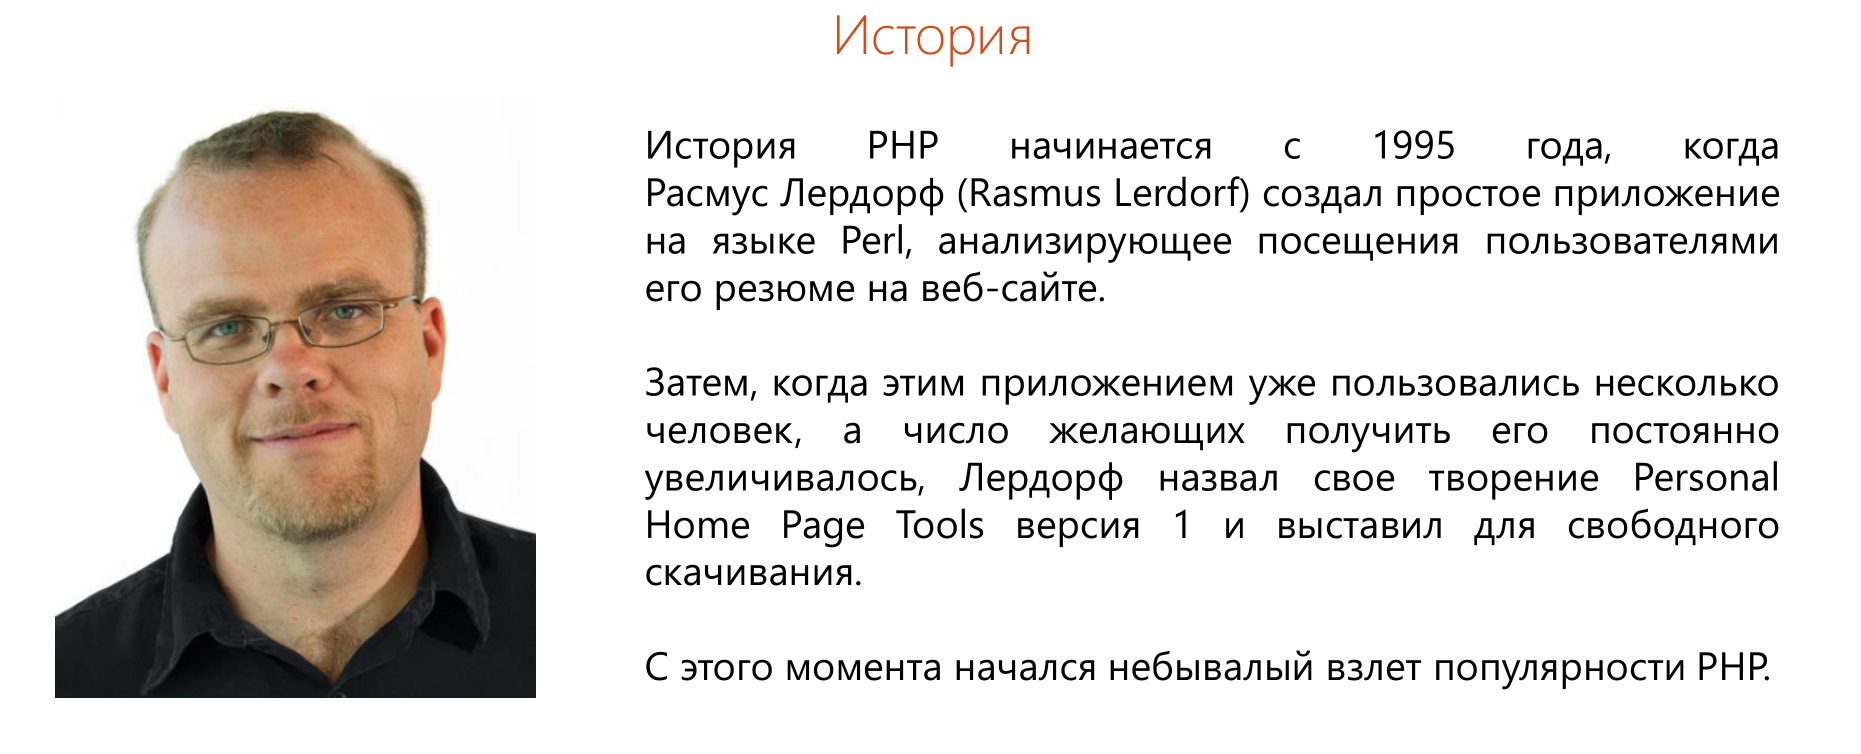 История
История PHP начинается с 1995 года, когда
Расмус Лердорф (Rasmus Lerdorf) создал простое приложение
на языке Perl, анализирующее посещения пользователями
его резюме на веб-сайте.
Затем, когда этим приложением уже пользовались несколько
человек, а число желающих получить его постоянно
увеличивалось, Лердорф назвал свое творение Personal
Home Page Tools версия 1 и выставил для свободного
скачивания.
С этого момента начался небывалый взлет популярности PHP.